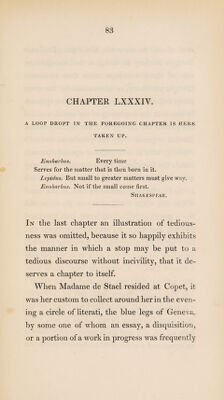 83
CHAPTER LXXXIV.
A LOOP DROPT IN THE FOREGOING CHAPTER IS HERE
TAKEN UP.
Enobarbus. Every time
Serves for the matter that is then born in it.
Lepidus. But small to greater matters must give way.
Enobarbus. Not if the small come first.
SHAKESPEAR.
IN the last chapter an illustration of tedious-
ness was omitted, because it so happily exhibits
the manner in which a stop may be put to a
tedious discourse without incivility, that it de-
serves a chapter to itself.
When Madame de Stael resided at Copet, it
was her custom to collect around her in the even-
ing a circle of literati, the blue legs of Geneva,
by some one of whom an essay, a disquisition,
or a portion of a work in progress was frequently